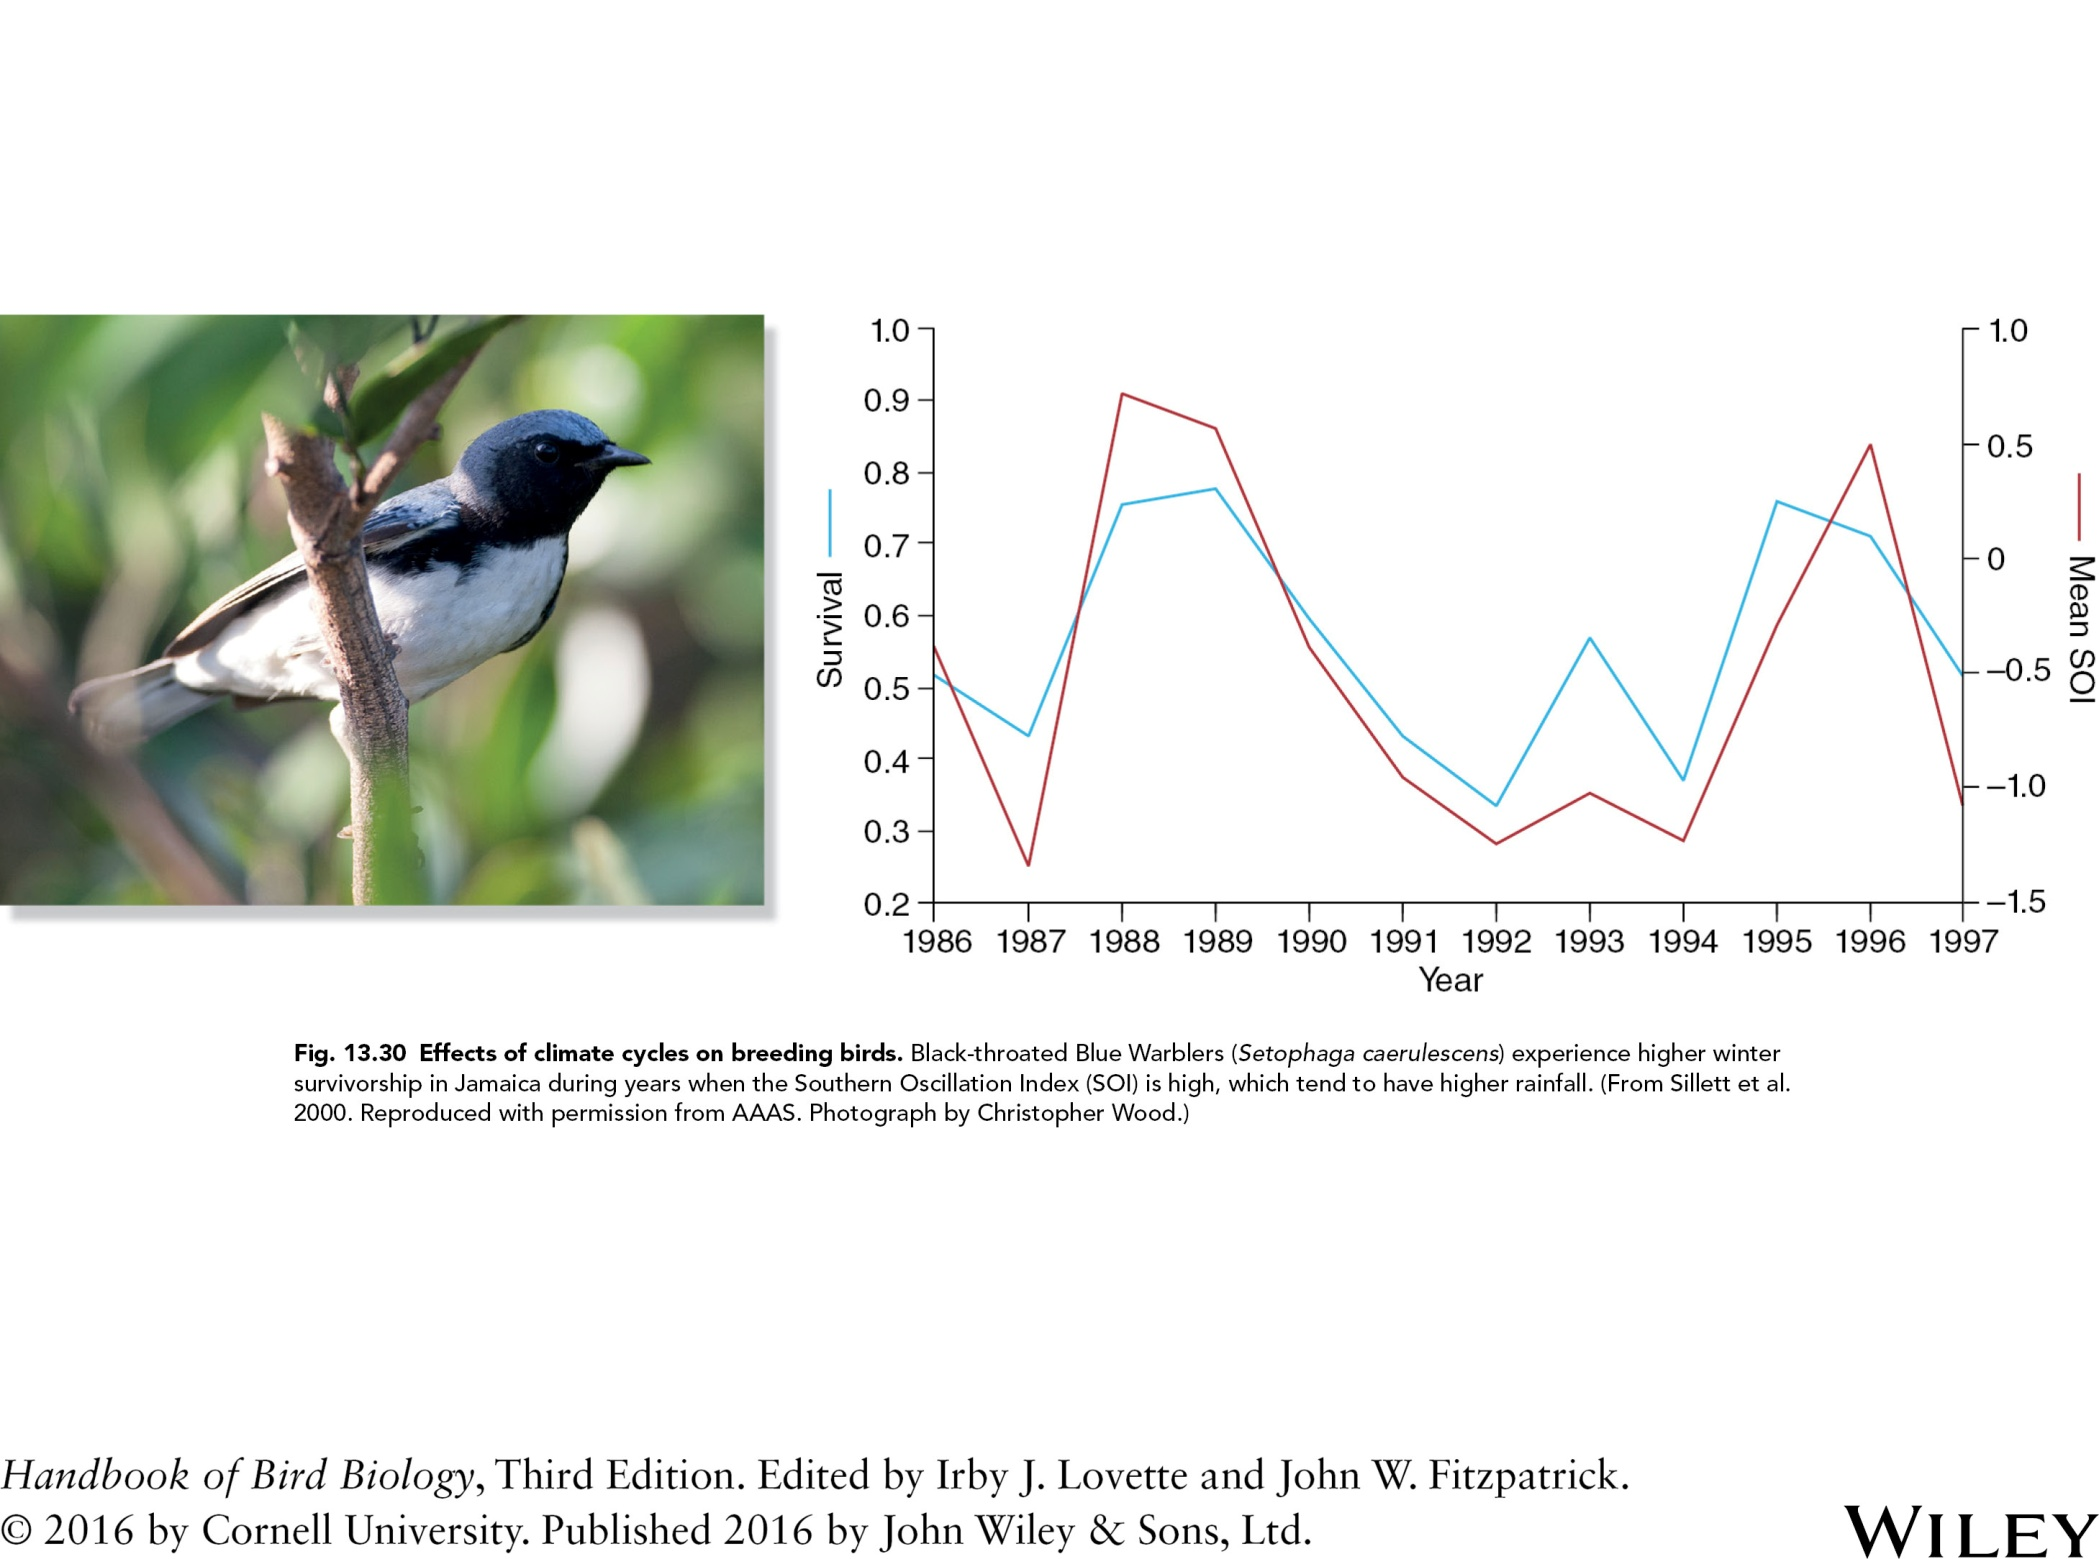 1.0
0.9
0.8
0.7
0.6
0.5
0.4
0.3
0.2
Survival
1.0
0.5
0
–0.5
–1.0
–1.5
Mean SOI
1986 1987 1988 1989 1990 1991 1992 1993 1994 1995 1996 1997
Year
Fig. 13.30 Effects of climate cycles on breeding birds. Black-throated Blue Warblers (Setophaga caerulescens) experience higher winter
survivorship in Jamaica during years when the Southern Oscillation Index (SOI) is high, which tend to have higher rainfall. (From Sillett et al.
2000. Reproduced with permission from AAAS. Photograph by Christopher Wood.)
Handbook of Bird Biology, Third Edition. Edited by Irby J. Lovette and John W. Fitzpatrick.
© 2016 by Cornell University. Published 2016 by John Wiley & Sons, Ltd.
WILEY